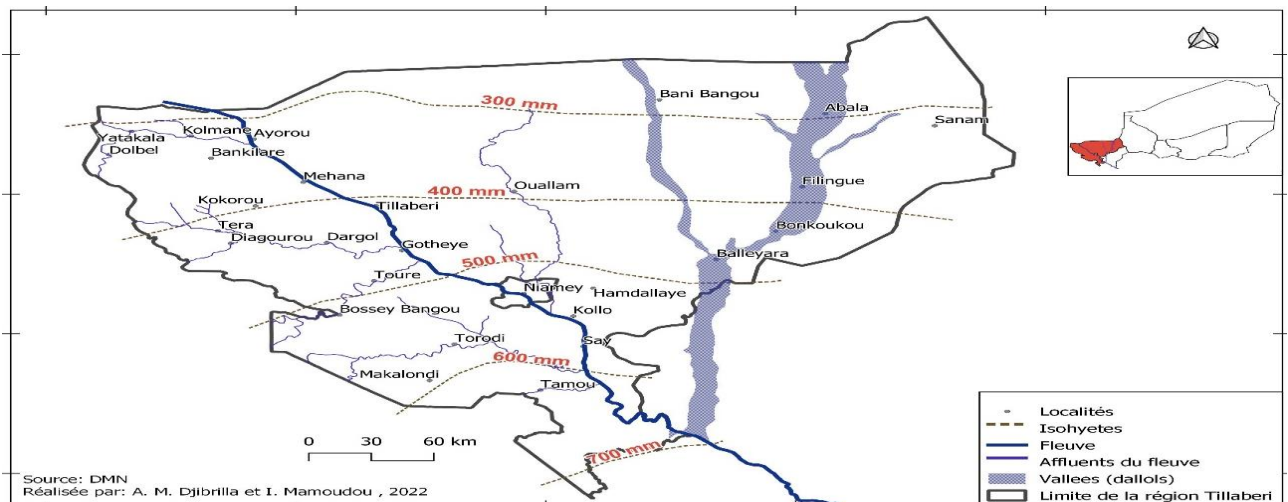 300 mm
Bani Bangou
Abala
Sanam
Yatakala
Kolmane
Ayorou
Dolbel
Bankilare
Mehana
Ouallam
Filingue
400 mm
Kokorou
Tillaberi
Tera
Diagourou
Dargol
Gotheye
Bonkoukou
Balleyara
500 mm
Toure
Niamey
Hamdallaye
Bossey Bangou
Kollo
Torodi
Say
600 mm
Makalondi
Tamou
700 mm
0 30 60 km
Localités
Isohyetes
Fleuve
Affluents du fleuve
Vallees (dallols)
Limite de la région Tillaberi
Source: DMN
Réalisée par: A. M. Djibrilla et I. Mamoudou , 2022